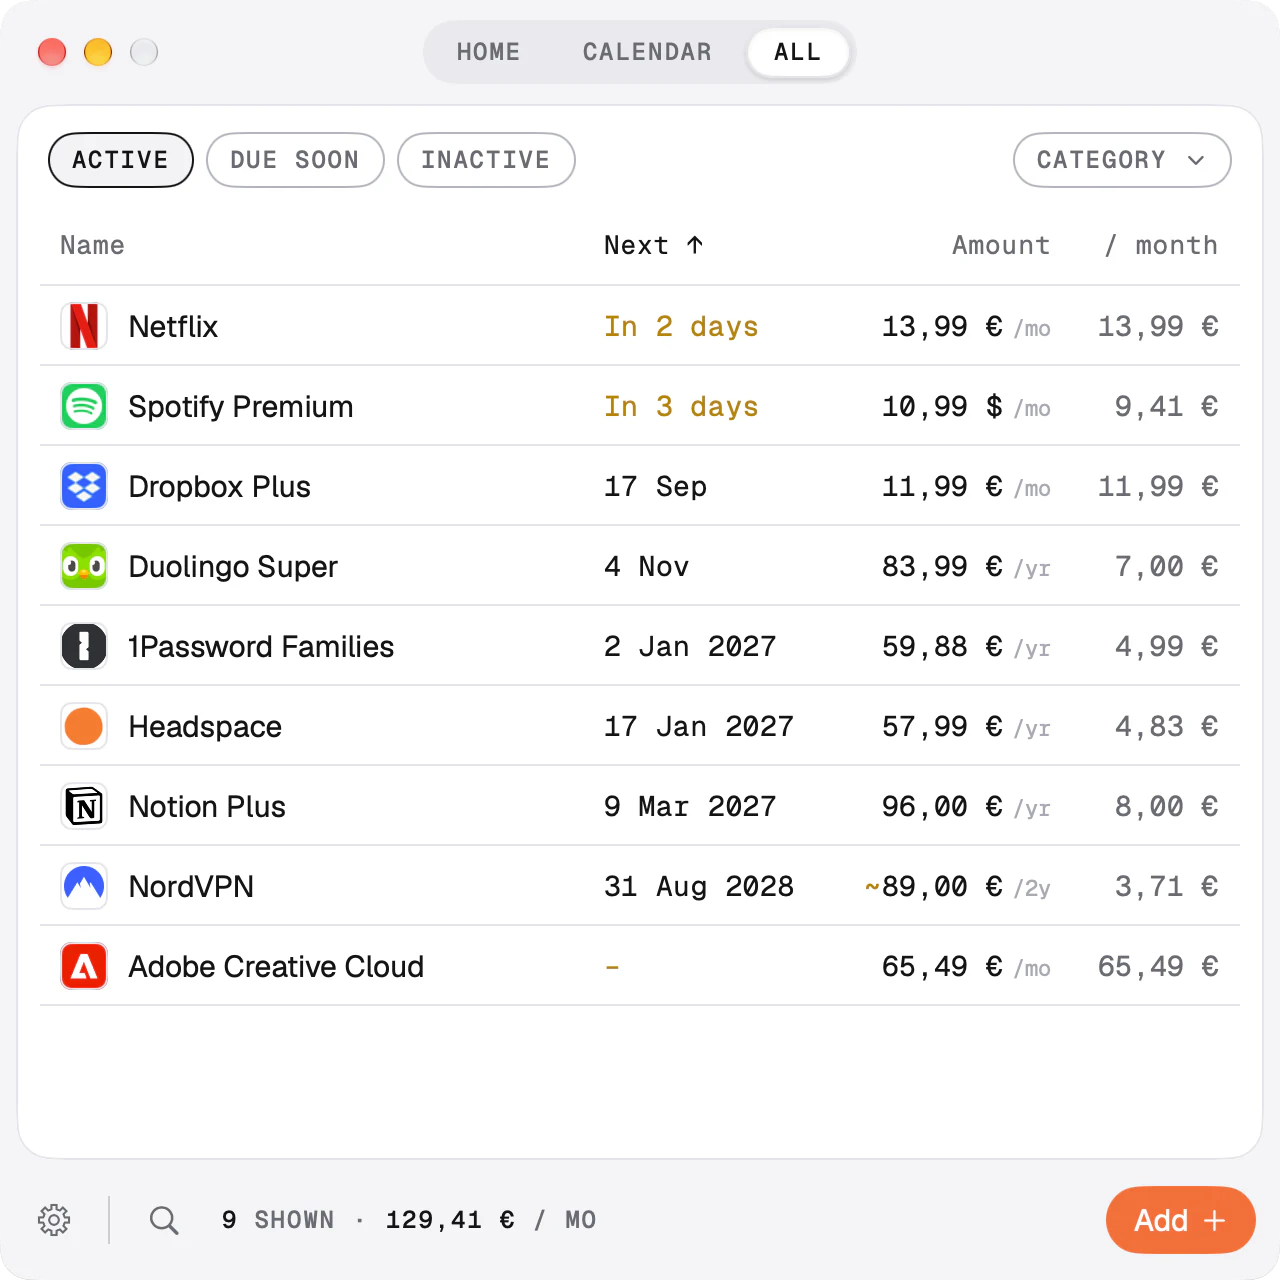 HOME CALENDAR ALL
ACTIVE DUE SOON INACTIVE CATEGORY
Name Next ↑ Amount / month
Netflix In 2 days 13,99 € /mo 13,99 €
Spotify Premium In 3 days 10,99 $ /mo 9,41 €
Dropbox Plus 17 Sep 11,99 € /mo 11,99 €
Duolingo Super 4 Nov 83,99 € /yr 7,00 €
1Password Families 2 Jan 2027 59,88 € /yr 4,99 €
Headspace 17 Jan 2027 57,99 € /yr 4,83 €
Notion Plus 9 Mar 2027 96,00 € /yr 8,00 €
NordVPN 31 Aug 2028 ~89,00 € /2y 3,71 €
Adobe Creative Cloud – 65,49 € /mo 65,49 €
9 SHOWN · 129,41 € / MO Add +